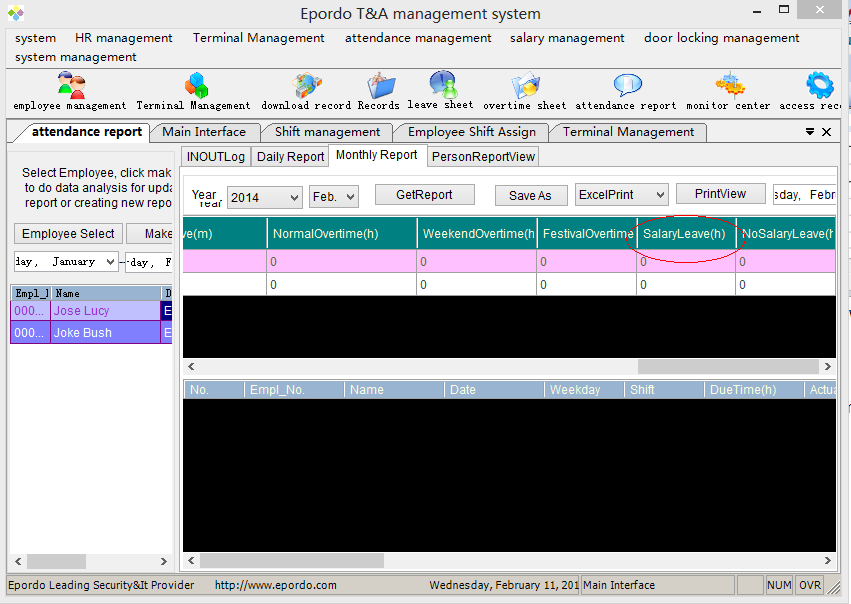 Epordo T&A management system
system HR management Terminal Management attendance management salary management door locking management
system management
employee management Terminal Management download record Records leave sheet overtime sheet attendance report monitor center access reco
attendance report Main Interface Shift management Employee Shift Assign Terminal Management
INOUTLog Daily Report Monthly Report PersonReportView
Select Employee, click mak
to do data analysis for upda
report or creating new repo
Year 2014 Feb. GetReport Save As ExcelPrint PrintView sday, Febr
Year
Employee Select Make
ve(m) NormalOvertime(h) WeekendOvertime(h FestivalOvertime SalaryLeave(h) NoSalaryLeave(h
day, January - day, F
0 0 0 0 0
0 0 0 0 0
Empl_ Name D
000... Jose Lucy E
000... Joke Bush E
No. Empl_No. Name Date Weekday Shift DueTime(h) Actua
Epordo Leading Security&It Provider http://www.epordo.com Wednesday, February 11, 201 Main Interface NUM OVR